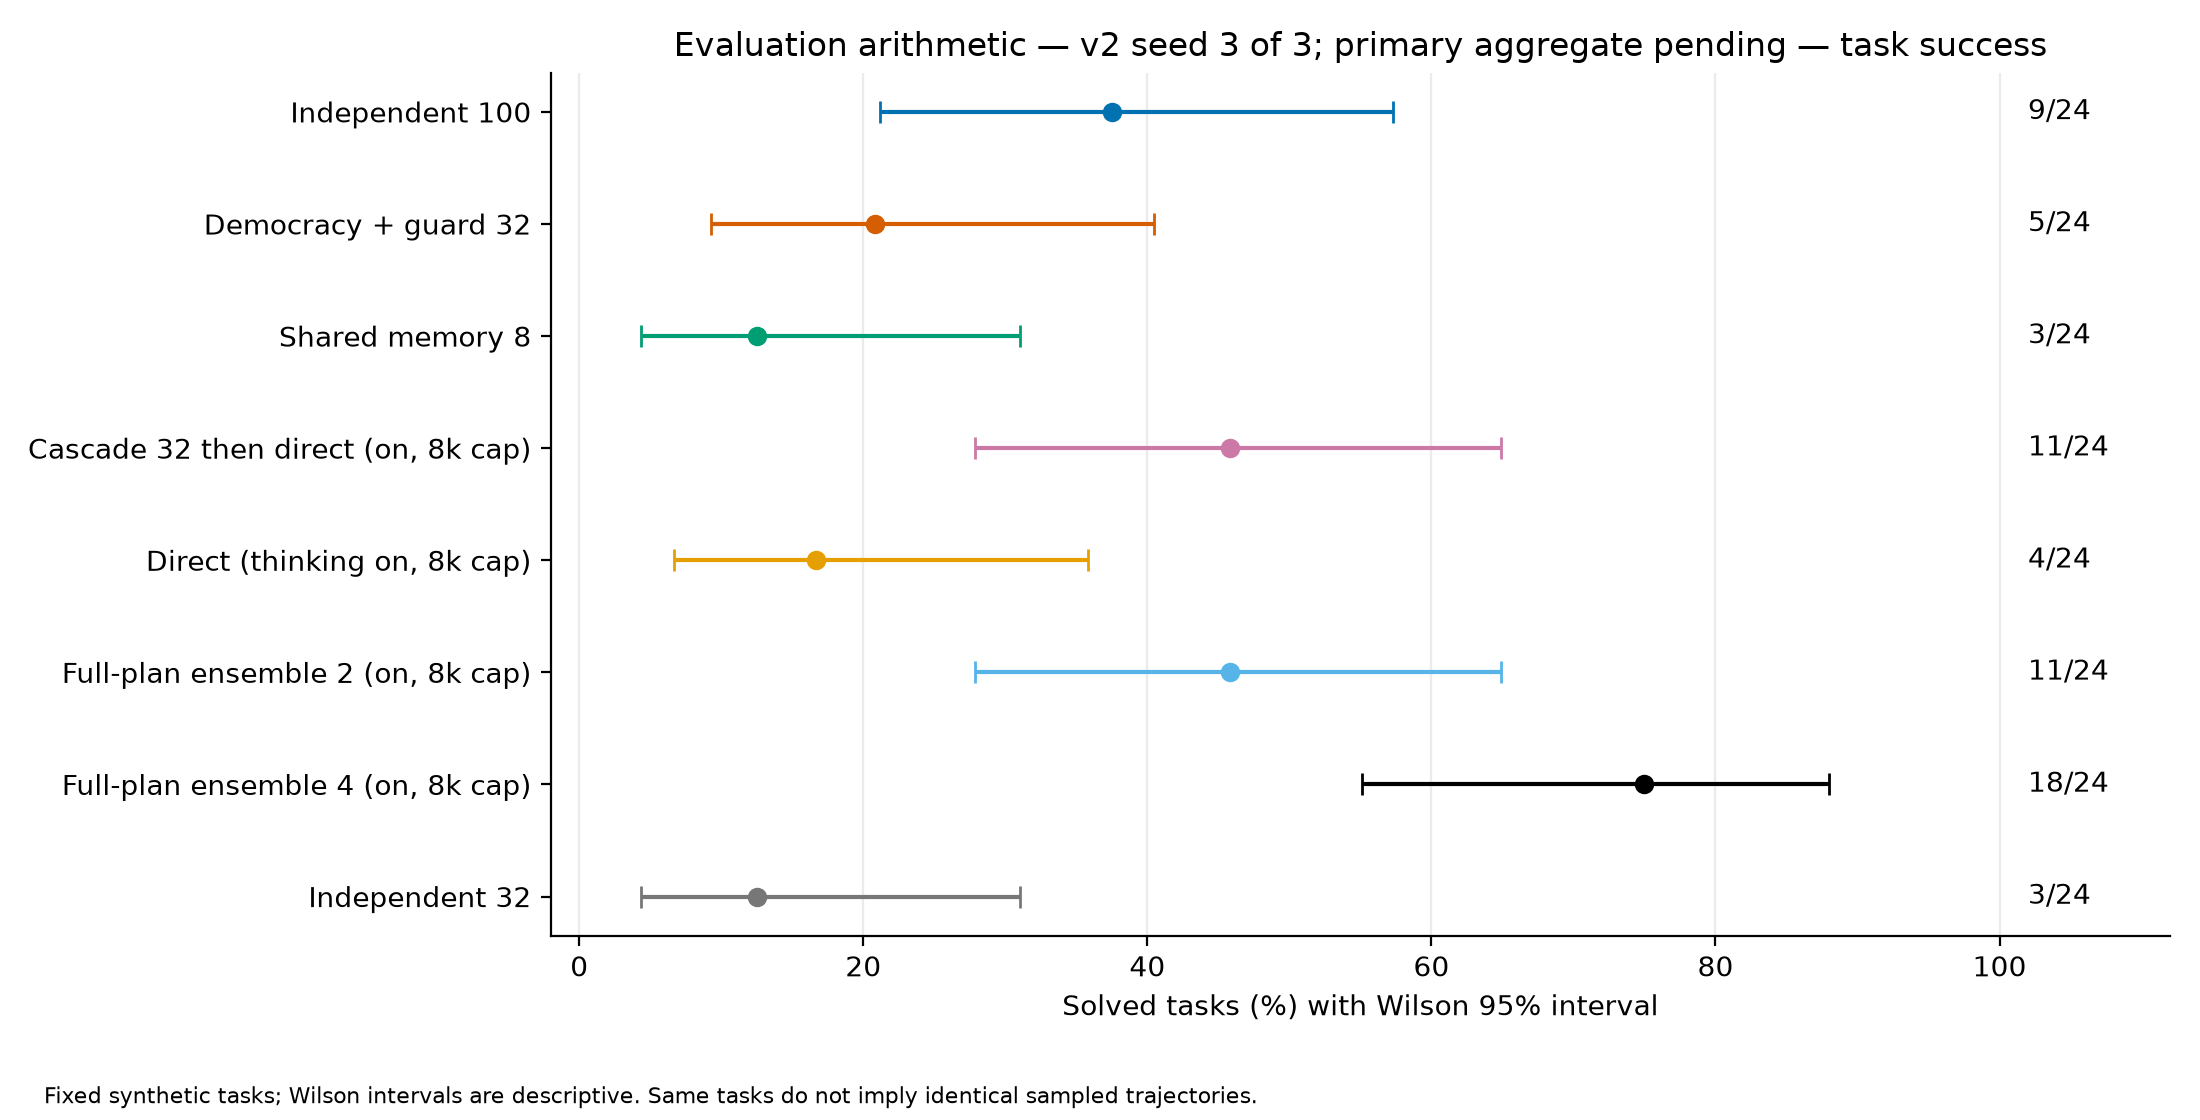 Evaluation arithmetic — v2 seed 3 of 3; primary aggregate pending — task success
Independent 100 9/24
Democracy + guard 32 5/24
Shared memory 8 3/24
Cascade 32 then direct (on, 8k cap) 11/24
Direct (thinking on, 8k cap) 4/24
Full-plan ensemble 2 (on, 8k cap) 11/24
Full-plan ensemble 4 (on, 8k cap) 18/24
Independent 32 3/24
0 20 40 60 80 100
Solved tasks (%) with Wilson 95% interval
Fixed synthetic tasks; Wilson intervals are descriptive. Same tasks do not imply identical sampled trajectories.